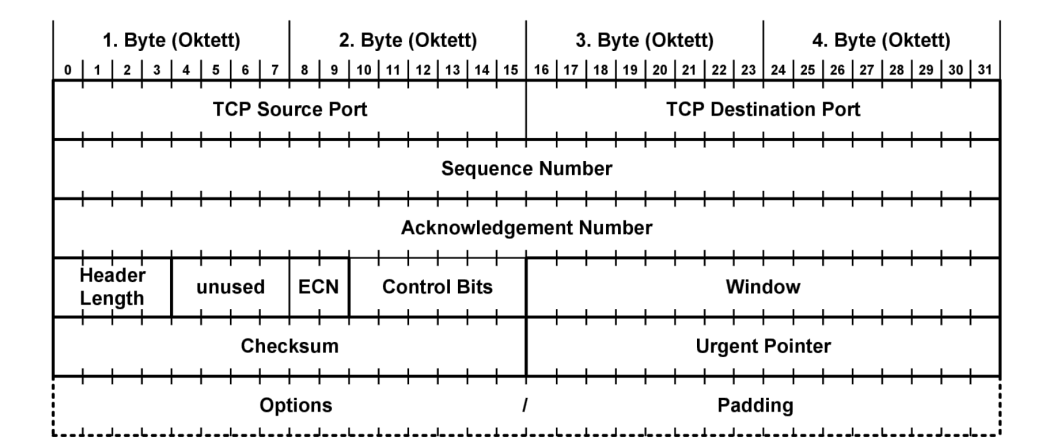 1. Byte (Oktett) 2. Byte (Oktett) 3. Byte (Oktett) 4. Byte (Oktett)
0 1 2 3 4 5 6 7 8 9 10 11 12 13 14 15 16 17 18 19 20 21 22 23 24 25 26 27 28 29 30 31
TCP Source Port TCP Destination Port
Sequence Number
Acknowledgement Number
Header Length unused ECN Control Bits Window
Checksum Urgent Pointer
Options / Padding